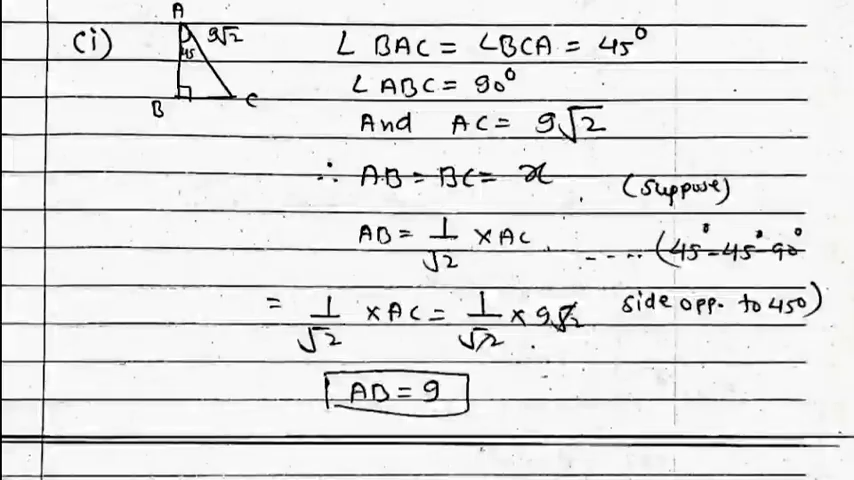 A
(i) 9√2 ∠ BAC = ∠BCA = 45°
45
∠ ABC = 90°
B C
And AC = 9√2
∴ AB = BC = x (suppose)
AB = 1/√2 × AC ..... (45°-45°-90°
= 1/√2 × AC = 1/√2 × 9√2 side opp. to 450)
AB = 9